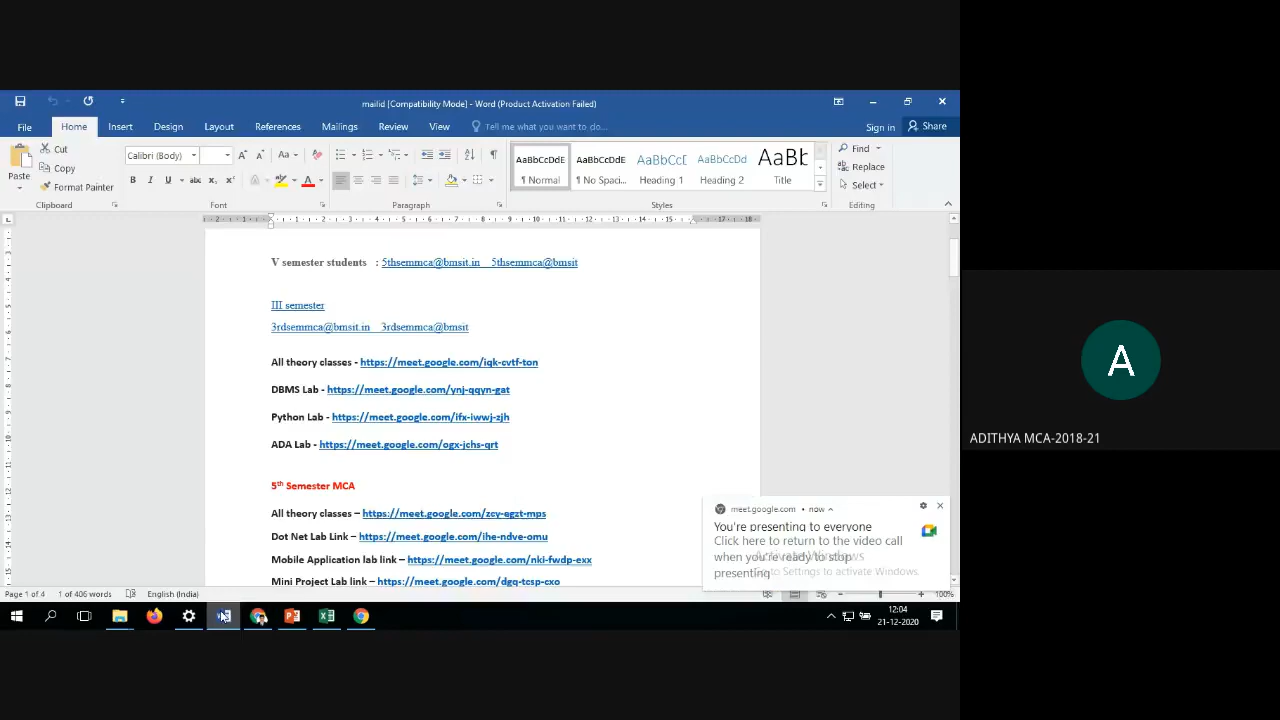 mailid [Compatibility Mode] - Word (Product Activation Failed)
File Home Insert Design Layout References Mailings Review View Tell me what you want to do... Sign in Share
Paste
Cut
Copy
Format Painter
Calibri (Body)
AaBbCcDdE AaBbCcDdE AaBbCcE AaBbCcD AaBb
¶ Normal ¶ No Spaci... Heading 1 Heading 2 Title
Find
Replace
Select
Clipboard Font Paragraph Styles Editing
V semester students : 5thsemmca@bmsit.in 5thsemmca@bmsit
III semester
3rdsemmca@bmsit.in 3rdsemmca@bmsit
All theory classes - https://meet.google.com/iqk-cvtf-ton
DBMS Lab - https://meet.google.com/ynj-qqyn-gat
Python Lab - https://meet.google.com/ifx-iwwj-zjh
ADA Lab - https://meet.google.com/ogx-jchs-qrt
5th Semester MCA
All theory classes – https://meet.google.com/zcy-egzt-mps
Dot Net Lab Link – https://meet.google.com/ihe-ndve-omu
Mobile Application lab link – https://meet.google.com/nki-fwdp-exx
Mini Project Lab link – https://meet.google.com/dgq-tcsp-cxo
meet.google.com • now
You're presenting to everyone
Click here to return to the video call
when you're ready to stop
presenting
Activate Windows
Go to Settings to activate Windows.
Page 1 of 4 1 of 406 words English (India) 100%
12:04
21-12-2020
A
ADITHYA MCA-2018-21